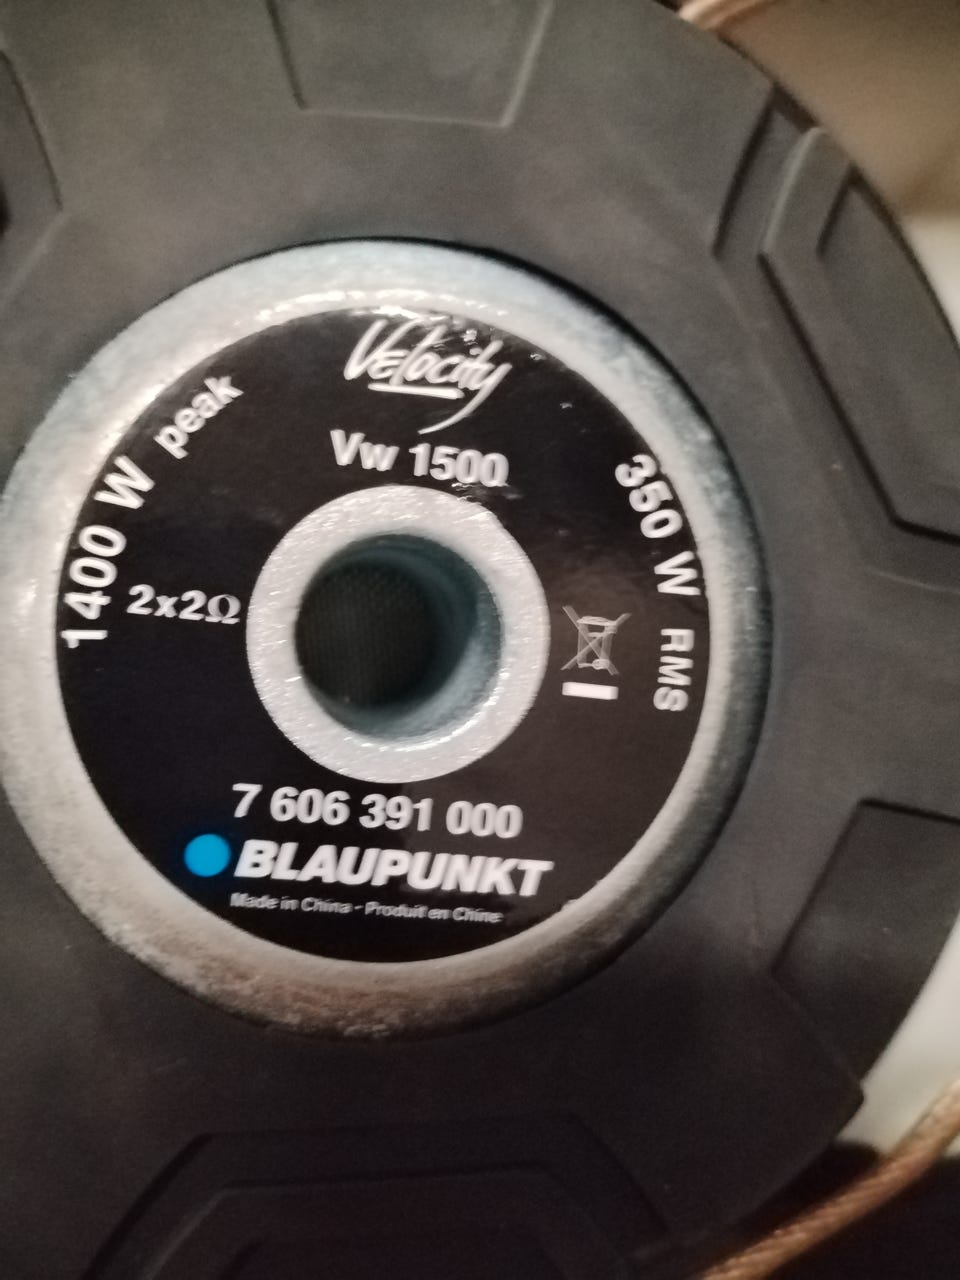 Velocity
Vw 1500
1400 W peak
350 W RMS
2x2Ω
7 606 391 000
BLAUPUNKT
Made in China - Produit en Chine